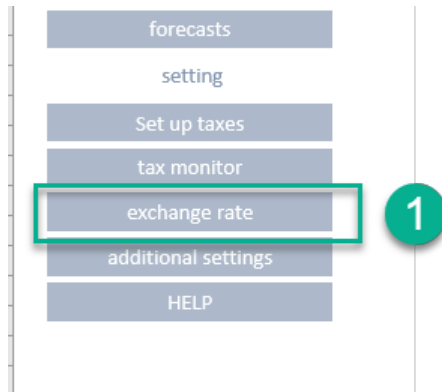 forecasts
setting
Set up taxes
tax monitor
exchange rate
1
additional settings
HELP